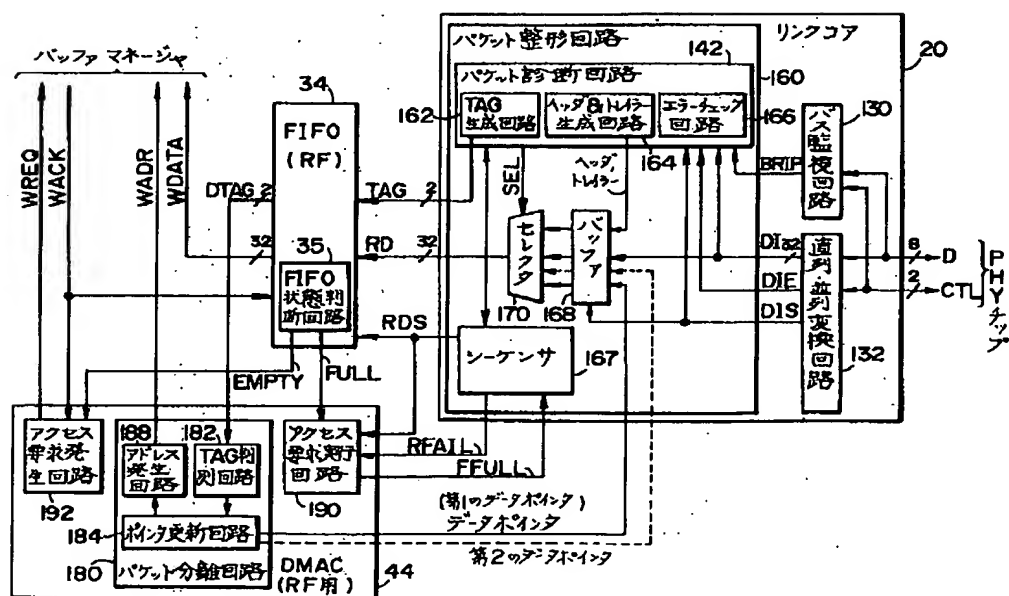 バッファ マネージャ
WREQ
WACK
WADR
WDATA
34
FIFO
(RF)
DTAG
2
TAG
2
32
RD
32
35
FIFO
状態判
断回路
RDS
EMPTY
FULL
パケット整形回路
142
リンクコア
20
160
パケット診断回路
162
TAG
生成回路
ヘッダ&トレイラー
生成回路
164
エラーチェック
回路
166
SEL
ヘッダ,
トレイラー
セレクタ
170
バッファ
168
シーケンサ
167
130
バス監視回路
BRIP
DI
32
DIE
DIS
直列・並列変換回路
132
8
D
2
CTL
PHYチップ
アクセス
要求発
生回路
192
188
アドレス
発生
回路
182
TAG判
別回路
184
ポインタ更新回路
180
パケット分離回路
アクセス
要求実行
回路
190
RFAIL
FFULL
(第1のデータポインタ)
データポインタ
第2のデータポインタ
DMAC
(RF用)
44